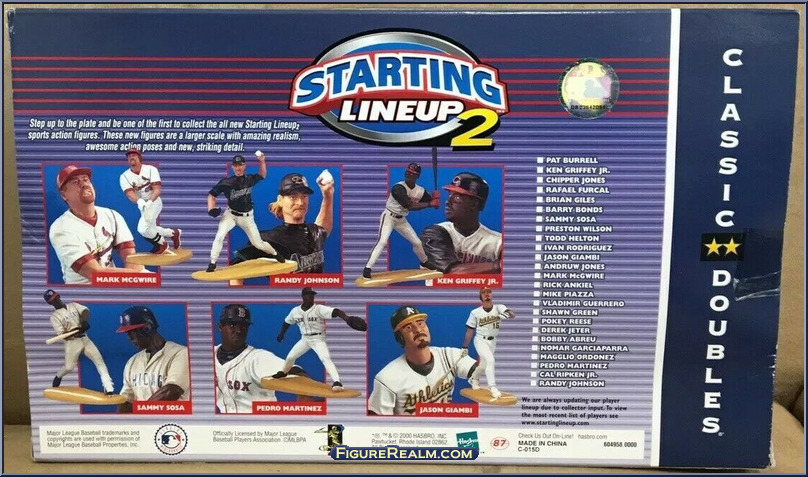 STARTING
LINEUP 2
Step up to the plate and be one of the first to collect the all new Starting Lineup2
sports action figures. These new figures are a larger scale with amazing realism,
awesome action poses and new, striking detail.
MARK McGWIRE
RANDY JOHNSON
KEN GRIFFEY JR.
SAMMY SOSA
PEDRO MARTINEZ
JASON GIAMBI
PAT BURRELL
KEN GRIFFEY JR.
CHIPPER JONES
RAFAEL FURCAL
BRIAN GILES
BARRY BONDS
SAMMY SOSA
PRESTON WILSON
TODD HELTON
IVAN RODRIGUEZ
JASON GIAMBI
ANDRUW JONES
MARK McGWIRE
RICK ANKIEL
MIKE PIAZZA
VLADIMIR GUERRERO
SHAWN GREEN
POKEY REESE
DEREK JETER
BOBBY ABREU
NOMAR GARCIAPARRA
MAGGLIO ORDONEZ
PEDRO MARTINEZ
CAL RIPKEN JR.
RANDY JOHNSON
We are always updating our player
lineup due to collector input. To view
the most recent list of players see
www.startinglineup.com
CLASSIC DOUBLES
Major League Baseball trademarks and
copyrights are used with permission of
Major League Baseball Properties, Inc.
Officially Licensed by Major League
Baseball Players Association. ©MLBPA
*®, ™ & © 2000 HASBRO, INC.
Pawtucket, Rhode Island 02862
Hasbro
87
Check Us Out On-Line! hasbro.com
MADE IN CHINA
C-015D
604958.0000
FIGUREREALM.COM